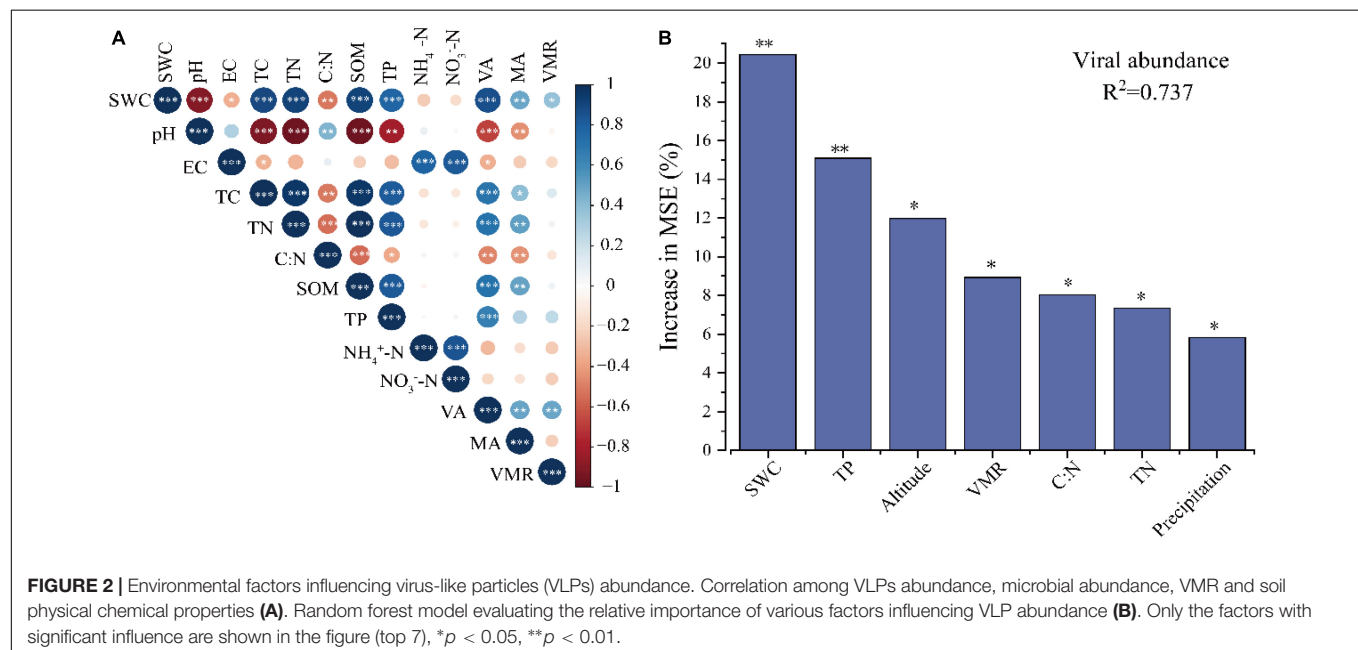 A
SWC pH EC TC TN C:N SOM TP NH₄⁺-N NO₃⁻-N VA MA VMR
SWC *** *** * *** *** ** *** *** *** ** *
pH *** *** *** ** *** ** *** **
EC *** * *** *** *
TC *** *** ** *** *** *** *
TN *** *** *** *** *** **
C:N *** *** * ** **
SOM *** *** *** **
TP *** ***
NH₄⁺-N *** ***
NO₃⁻-N ***
VA *** ** **
MA ***
VMR ***
1
0.8
0.6
0.4
0.2
0
−0.2
−0.4
−0.6
−0.8
−1
B
Viral abundance
R²=0.737
Increase in MSE (%)
20
18
16
14
12
10
8
6
4
2
0
** ** * * * * *
SWC TP Altitude VMR C:N TN Precipitation
FIGURE 2 | Environmental factors influencing virus-like particles (VLPs) abundance. Correlation among VLPs abundance, microbial abundance, VMR and soil
physical chemical properties (A). Random forest model evaluating the relative importance of various factors influencing VLP abundance (B). Only the factors with
significant influence are shown in the figure (top 7), *p < 0.05, **p < 0.01.